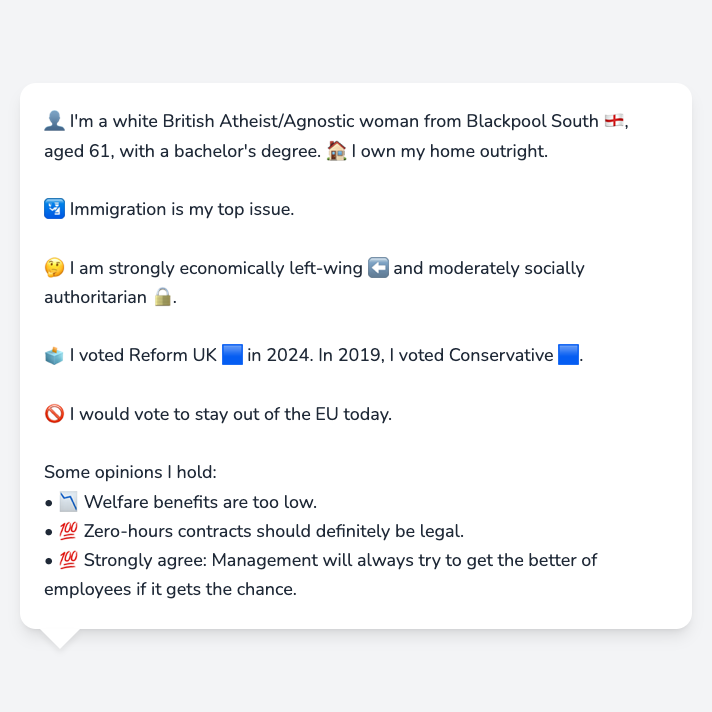 👤 I'm a white British Atheist/Agnostic woman from Blackpool South 🏴󠁧󠁢󠁥󠁮󠁧󠁿,
aged 61, with a bachelor's degree. 🏠 I own my home outright.
🛂 Immigration is my top issue.
🤔 I am strongly economically left-wing ⬅️ and moderately socially
authoritarian 🔒.
🗳️ I voted Reform UK 🟦 in 2024. In 2019, I voted Conservative 🟦.
🚫 I would vote to stay out of the EU today.
Some opinions I hold:
• 📉 Welfare benefits are too low.
• 💯 Zero-hours contracts should definitely be legal.
• 💯 Strongly agree: Management will always try to get the better of
employees if it gets the chance.